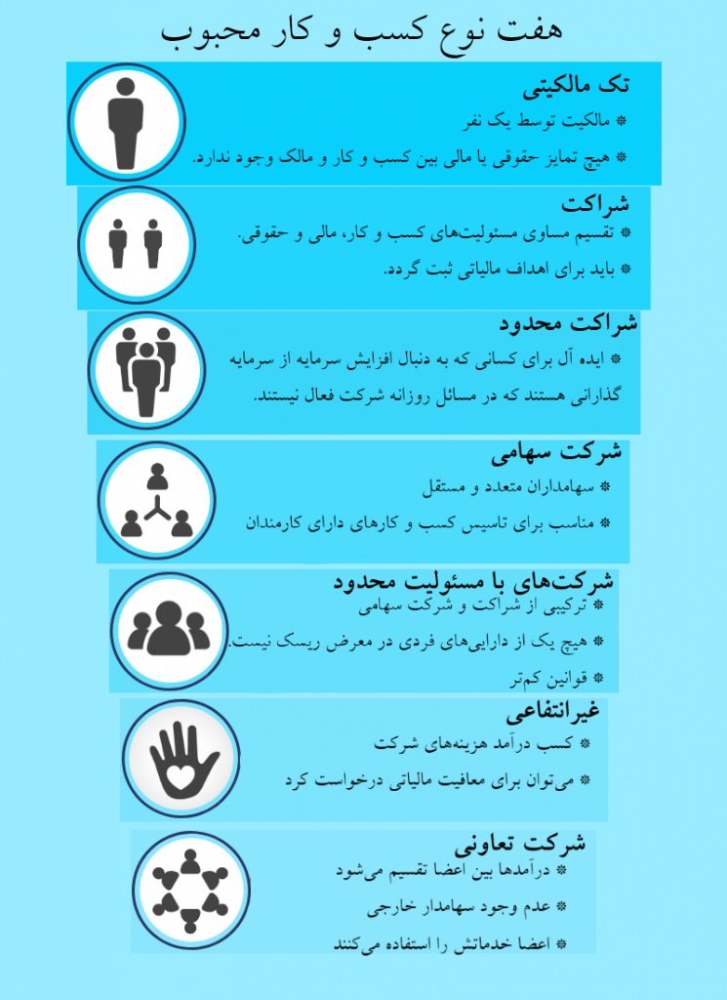 هفت نوع کسب و کار محبوب
تک مالکیتی
❊ مالکیت توسط یک نفر
❊ هیچ تمایز حقوقی یا مالی بین کسب و کار و مالک وجود ندارد.
شراکت
❊ تقسیم مساوی مسئولیت‌های کسب و کار، مالی و حقوقی.
❊ باید برای اهداف مالیاتی ثبت گردد.
شراکت محدود
❊ ایده آل برای کسانی که به دنبال افزایش سرمایه از سرمایه
گذارانی هستند که در مسائل روزانه شرکت فعال نیستند.
شرکت سهامی
❊ سهامداران متعدد و مستقل
❊ مناسب برای تاسیس کسب و کارهای دارای کارمندان
شرکت‌های با مسئولیت محدود
❊ ترکیبی از شراکت و شرکت سهامی
❊ هیچ یک از دارایی‌های فردی در معرض ریسک نیست.
❊ قوانین کم‌تر
غیرانتفاعی
❊ کسب درآمد هزینه‌های شرکت
❊ می‌توان برای معافیت مالیاتی درخواست کرد
شرکت تعاونی
❊ درآمدها بین اعضا تقسیم می‌شود
❊ عدم وجود سهامدار خارجی
❊ اعضا خدماتش را استفاده می‌کنند